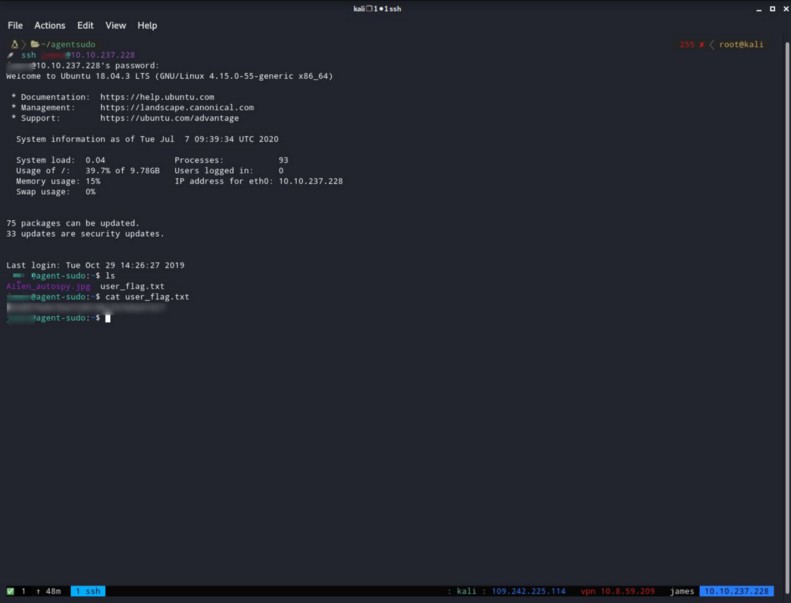 kali 1 1 ssh
File Actions Edit View Help
~/agentsudo 255 x root@kali
ssh @10.10.237.228
@10.10.237.228's password:
Welcome to Ubuntu 18.04.3 LTS (GNU/Linux 4.15.0-55-generic x86_64)
* Documentation: https://help.ubuntu.com
* Management: https://landscape.canonical.com
* Support: https://ubuntu.com/advantage
System information as of Tue Jul 7 09:39:34 UTC 2020
System load: 0.04 Processes: 93
Usage of /: 39.7% of 9.78GB Users logged in: 0
Memory usage: 15% IP address for eth0: 10.10.237.228
Swap usage: 0%
75 packages can be updated.
33 updates are security updates.
Last login: Tue Oct 29 14:26:27 2019
@agent-sudo:~$ ls
Alien_autospy.jpg user_flag.txt
@agent-sudo:~$ cat user_flag.txt
@agent-sudo:~$
1 ↑ 48m 1 ssh : kali : 109.242.225.114 vpn 10.8.59.209 james 10.10.237.228